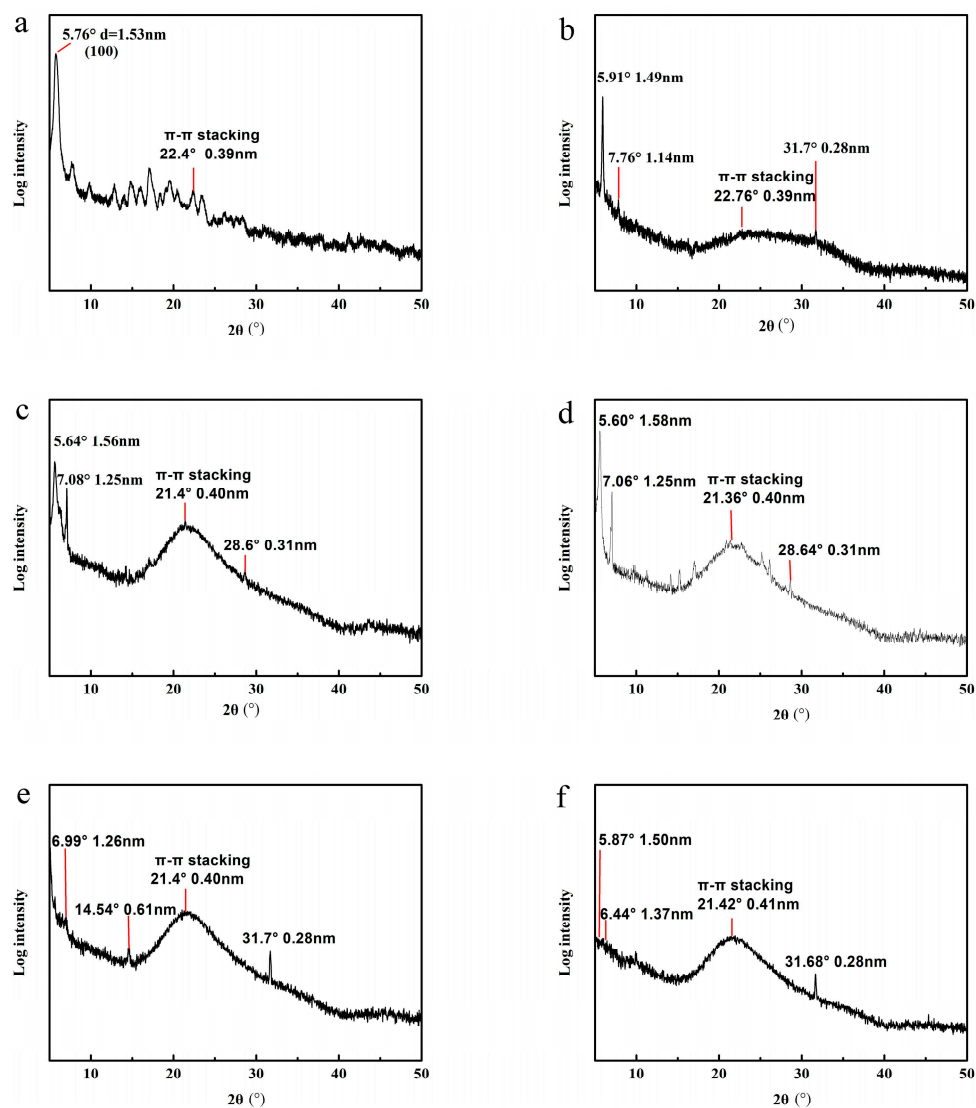 a
5.76° d=1.53nm
(100)
π-π stacking
22.4° 0.39nm
Log intensity
10 20 30 40 50
2θ (°)
b
5.91° 1.49nm
7.76° 1.14nm
π-π stacking
22.76° 0.39nm
31.7° 0.28nm
Log intensity
10 20 30 40 50
2θ (°)
c
5.64° 1.56nm
7.08° 1.25nm
π-π stacking
21.4° 0.40nm
28.6° 0.31nm
Log intensity
10 20 30 40 50
2θ (°)
d
5.60° 1.58nm
7.06° 1.25nm
π-π stacking
21.36° 0.40nm
28.64° 0.31nm
Log intensity
10 20 30 40 50
2θ (°)
e
6.99° 1.26nm
14.54° 0.61nm
π-π stacking
21.4° 0.40nm
31.7° 0.28nm
Log intensity
10 20 30 40 50
2θ (°)
f
5.87° 1.50nm
6.44° 1.37nm
π-π stacking
21.42° 0.41nm
31.68° 0.28nm
Log intensity
10 20 30 40 50
2θ (°)